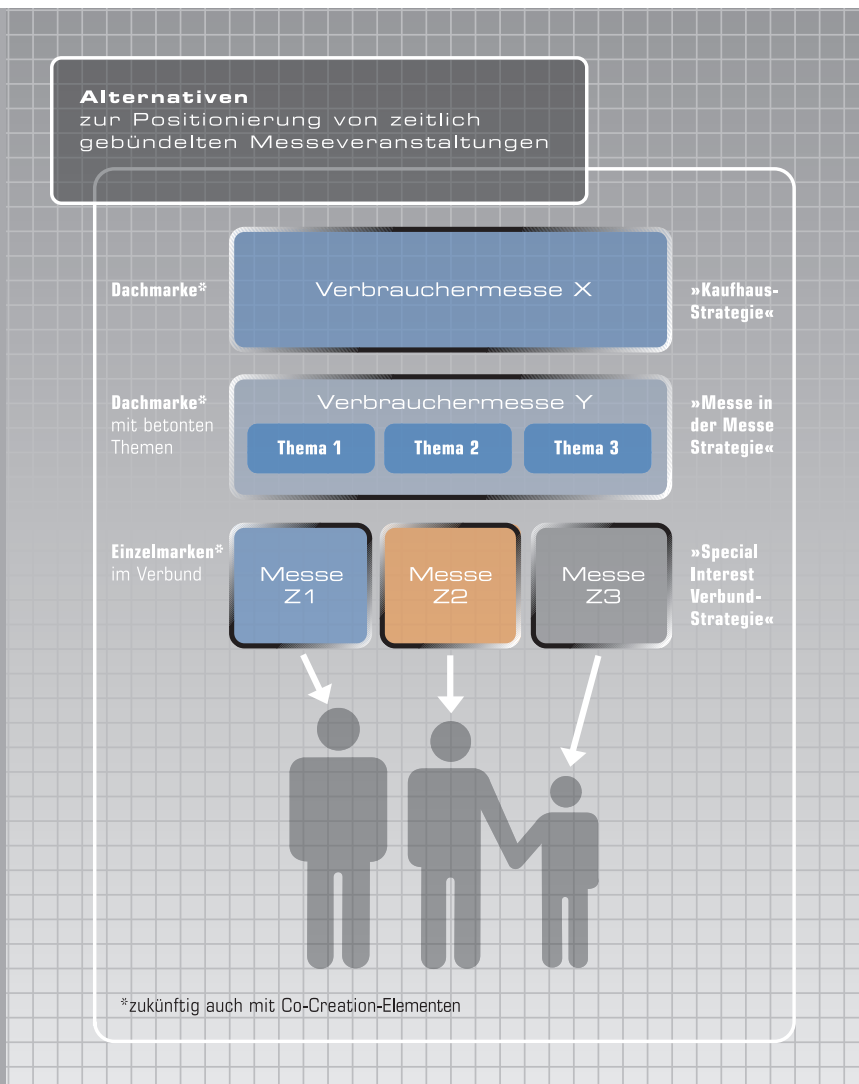 Alternativen
zur Positionierung von zeitlich
gebündelten Messeveranstaltungen
Dachmarke*
Verbrauchermesse X
»Kaufhaus-
Strategie«
Dachmarke*
mit betonten
Themen
Verbrauchermesse Y
Thema 1
Thema 2
Thema 3
»Messe in
der Messe
Strategie«
Einzelmarken*
im Verbund
Messe
Z1
Messe
Z2
Messe
Z3
»Special
Interest
Verbund-
Strategie«
*zukünftig auch mit Co-Creation-Elementen